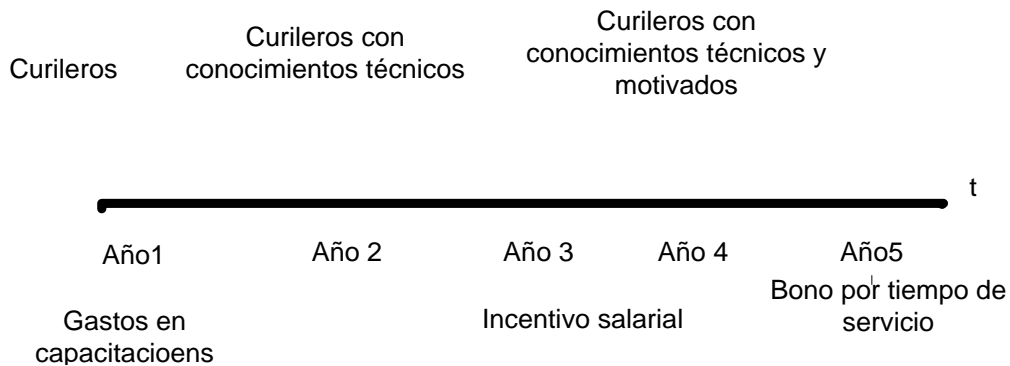 Curileros
Curileros con
conocimientos técnicos
Curileros con
conocimientos técnicos y
motivados
t
Año1
Año 2
Año 3
Año 4
Año5
Gastos en
capacitacioens
Incentivo salarial
Bono por tiempo de
servicio